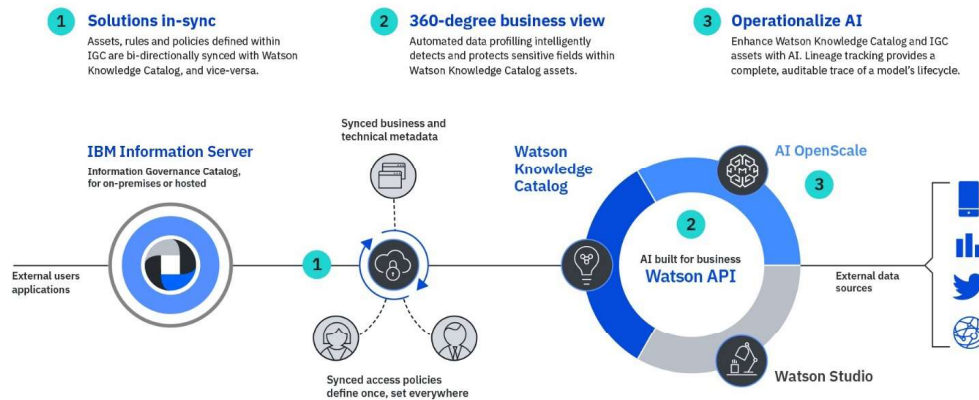 1 Solutions in-sync
Assets, rules and policies defined within
IGC are bi-directionally synced with Watson
Knowledge Catalog, and vice-versa.
2 360-degree business view
Automated data profilling intelligently
detects and protects sensitive fields within
Watson Knowledge Catalog assets.
3 Operationalize AI
Enhance Watson Knowledge Catalog and IGC
assets with AI. Lineage tracking provides a
complete, auditable trace of a model's lifecycle.
Synced business and
technical metadata
IBM Information Server
Information Governance Catalog,
for on-premises or hosted
Watson
Knowledge
Catalog
AI OpenScale
3
2
1
AI built for business
Watson API
External users
applications
External data
sources
Synced access policies
define once, set everywhere
Watson Studio